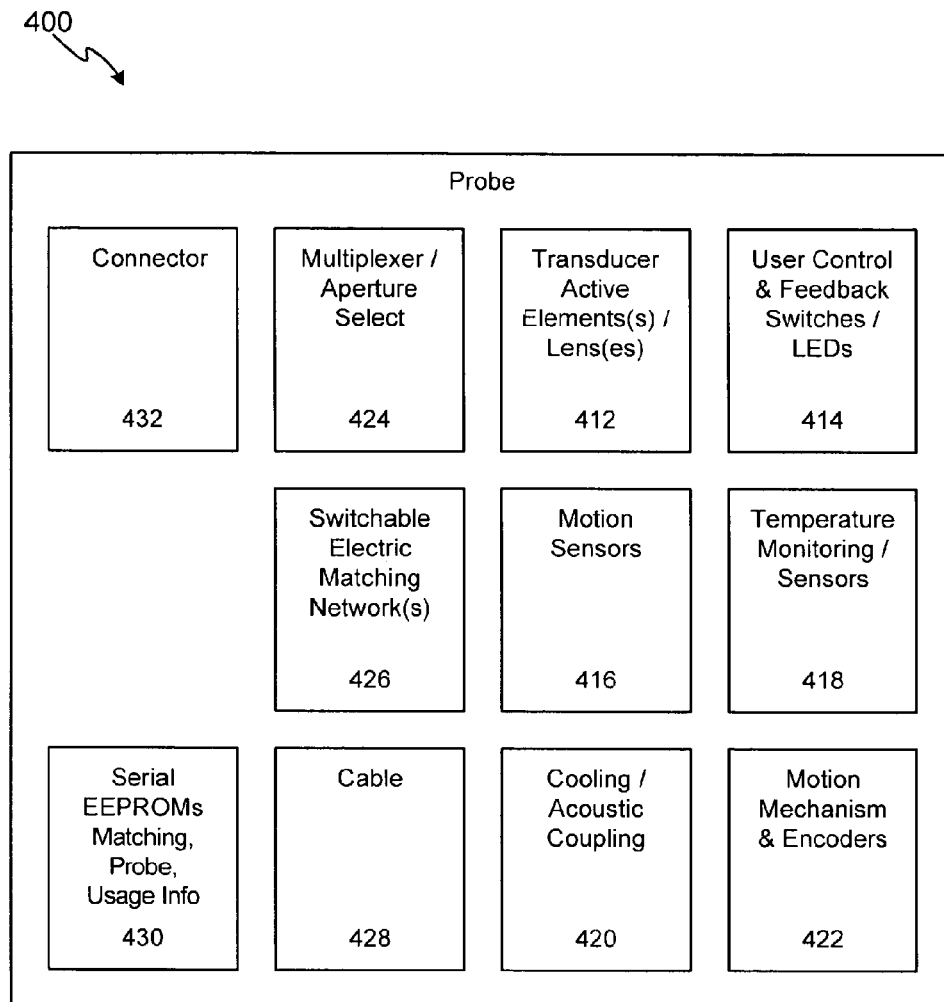 400
Probe
Connector
432
Multiplexer /
Aperture
Select
424
Transducer
Active
Elements(s) /
Lens(es)
412
User Control
& Feedback
Switches /
LEDs
414
Switchable
Electric
Matching
Network(s)
426
Motion
Sensors
416
Temperature
Monitoring /
Sensors
418
Serial
EEPROMs
Matching,
Probe,
Usage Info
430
Cable
428
Cooling /
Acoustic
Coupling
420
Motion
Mechanism
& Encoders
422